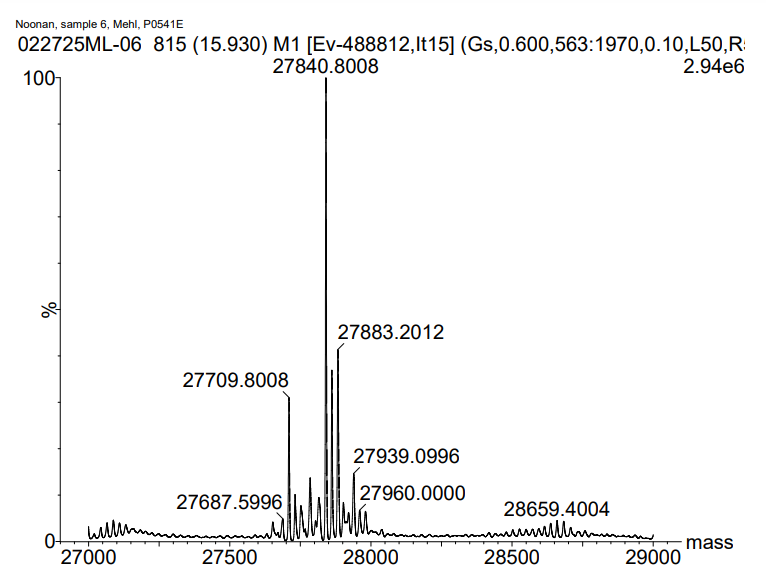 Noonan, sample 6, Mehl, P0541E
022725ML-06 815 (15.930) M1 [Ev-488812,It15] (Gs,0.600,563:1970,0.10,L50,R
27840.8008
2.94e6
100
%
27883.2012
27709.8008
27939.0996
27960.0000
27687.5996
28659.4004
0
mass
27000 27500 28000 28500 29000